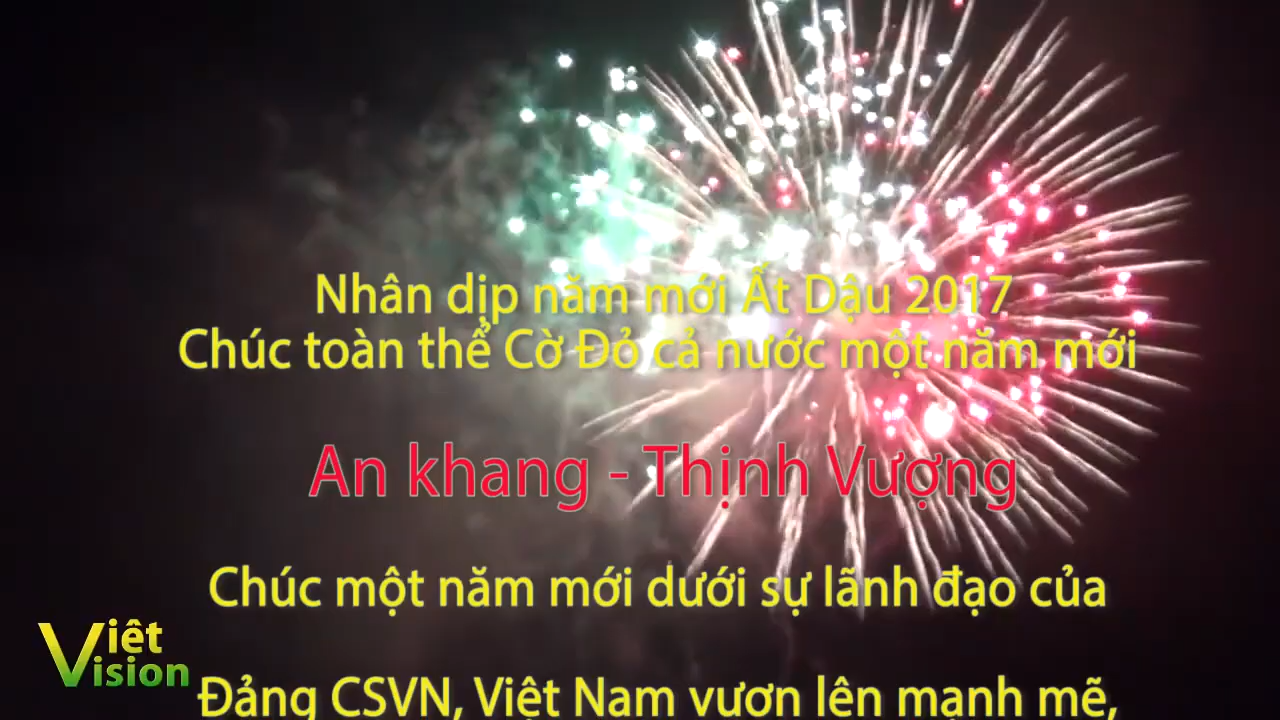 Nhân dịp năm mới Ất Dậu 2017
Chúc toàn thể Cờ Đỏ cả nước một năm mới
An khang - Thịnh Vượng
Chúc một năm mới dưới sự lãnh đạo của
Việt
Vision
Đảng CSVN, Việt Nam vươn lên mạnh mẽ,